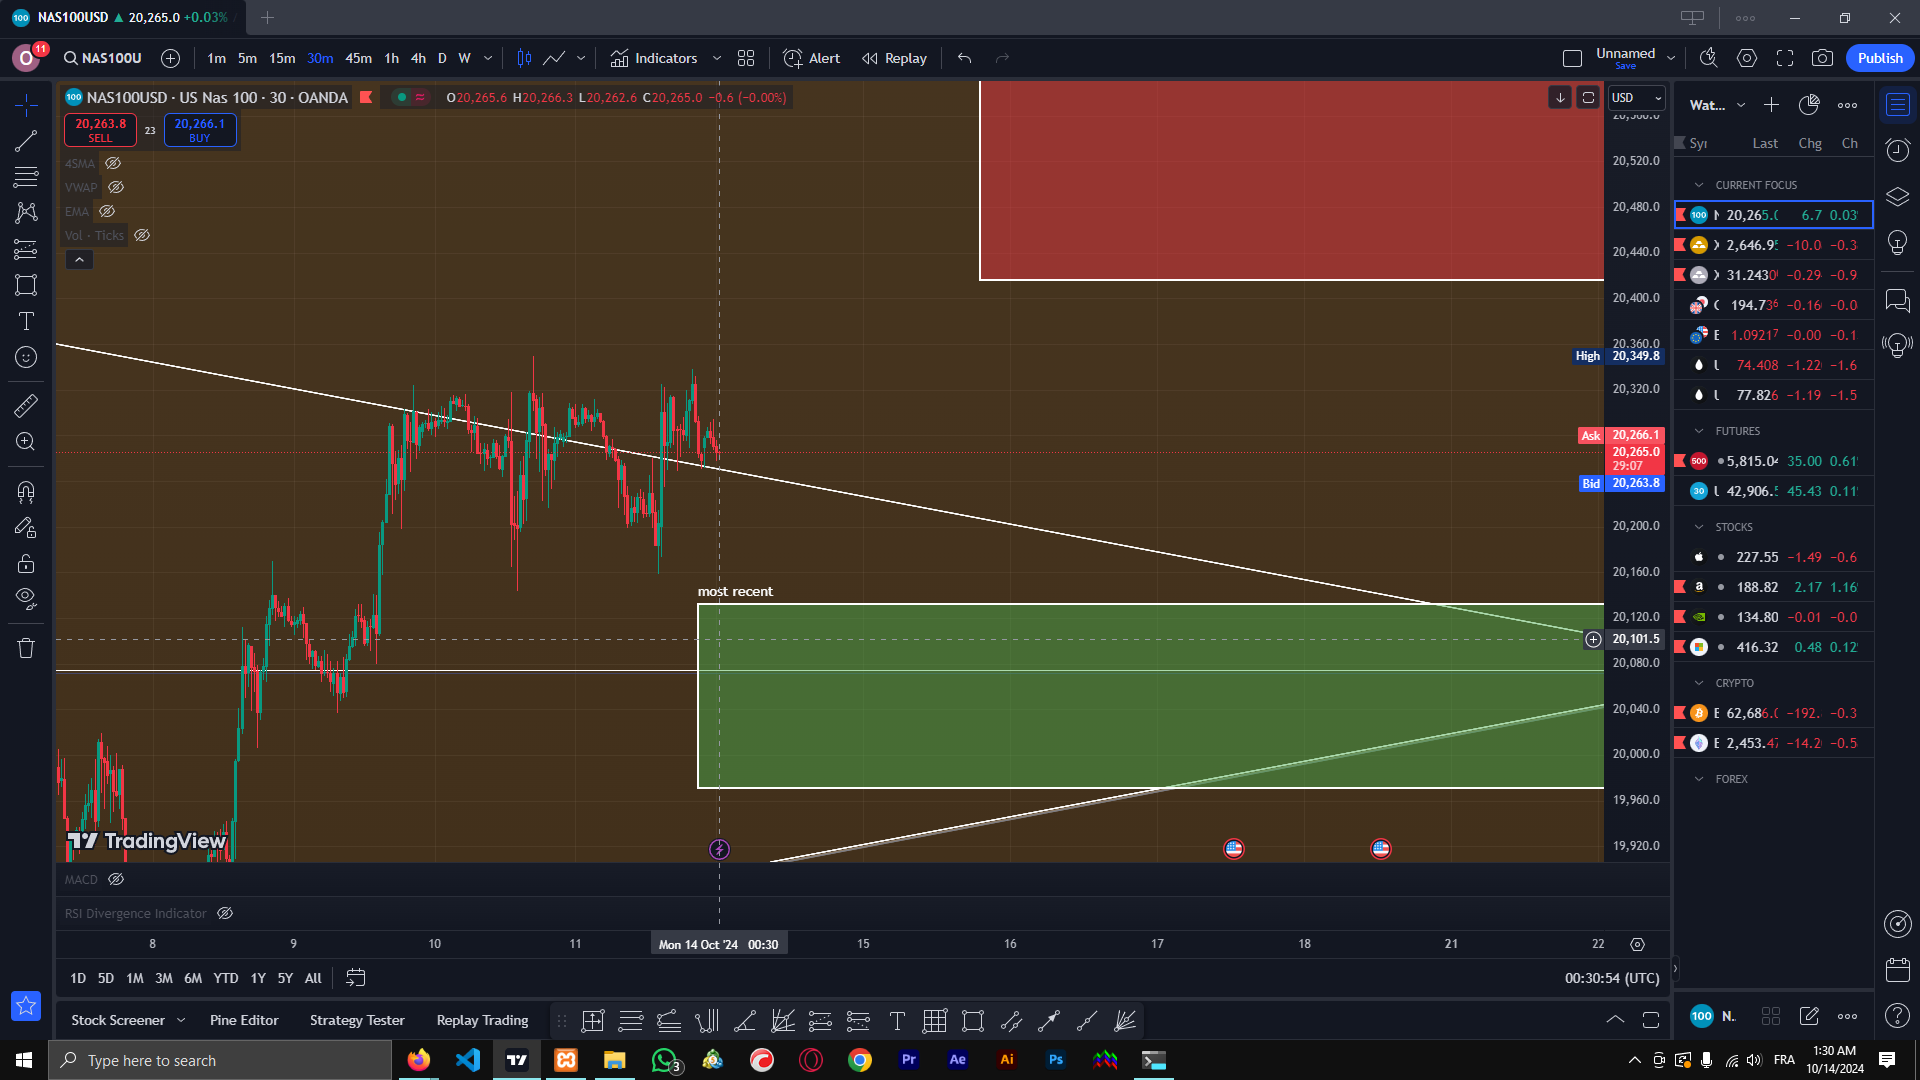 NAS100USD ▲ 20,265.0 +0.03%
O 11 NAS100U 1m 5m 15m 30m 45m 1h 4h D W Indicators Alert Replay Unnamed Save Publish
NAS100USD · US Nas 100 · 30 · OANDA O20,265.6 H20,266.3 L20,262.6 C20,265.0 −0.6 (−0.00%)
20,263.8 SELL 23 20,266.1 BUY
4SMA
VWAP
EMA
Vol · Ticks
USD
20,520.0
20,480.0
20,440.0
20,400.0
20,360.0
High 20,349.8
20,320.0
Ask 20,266.1
20,265.0
29:07
Bid 20,263.8
20,200.0
20,160.0
20,120.0
20,101.5
20,080.0
20,040.0
20,000.0
19,960.0
19,920.0
most recent
TradingView
MACD
RSI Divergence Indicator
8 9 10 11 Mon 14 Oct '24 00:30 15 16 17 18 21 22
1D 5D 1M 3M 6M YTD 1Y 5Y All 00:30:54 (UTC)
Stock Screener Pine Editor Strategy Tester Replay Trading
Wat...
Syr Last Chg Ch
CURRENT FOCUS
100 N 20,265.0 6.7 0.03
X 2,646.95 −10.0 −0.3
X 31.2430 −0.29 −0.9
194.736 −0.16 −0.0
E 1.09217 −0.00 −0.1
74.408 −1.22 −1.6
77.826 −1.19 −1.5
FUTURES
500 5,815.04 35.00 0.61
30 42,906.5 45.43 0.11
STOCKS
227.55 −1.49 −0.6
188.82 2.17 1.16
134.80 −0.01 −0.0
416.32 0.48 0.12
CRYPTO
62,686.0 −192. −0.3
E 2,453.47 −14.2 −0.5
FOREX
100 N.
Type here to search
3 Pr Ae Ai Ps
FRA 1:30 AM
10/14/2024